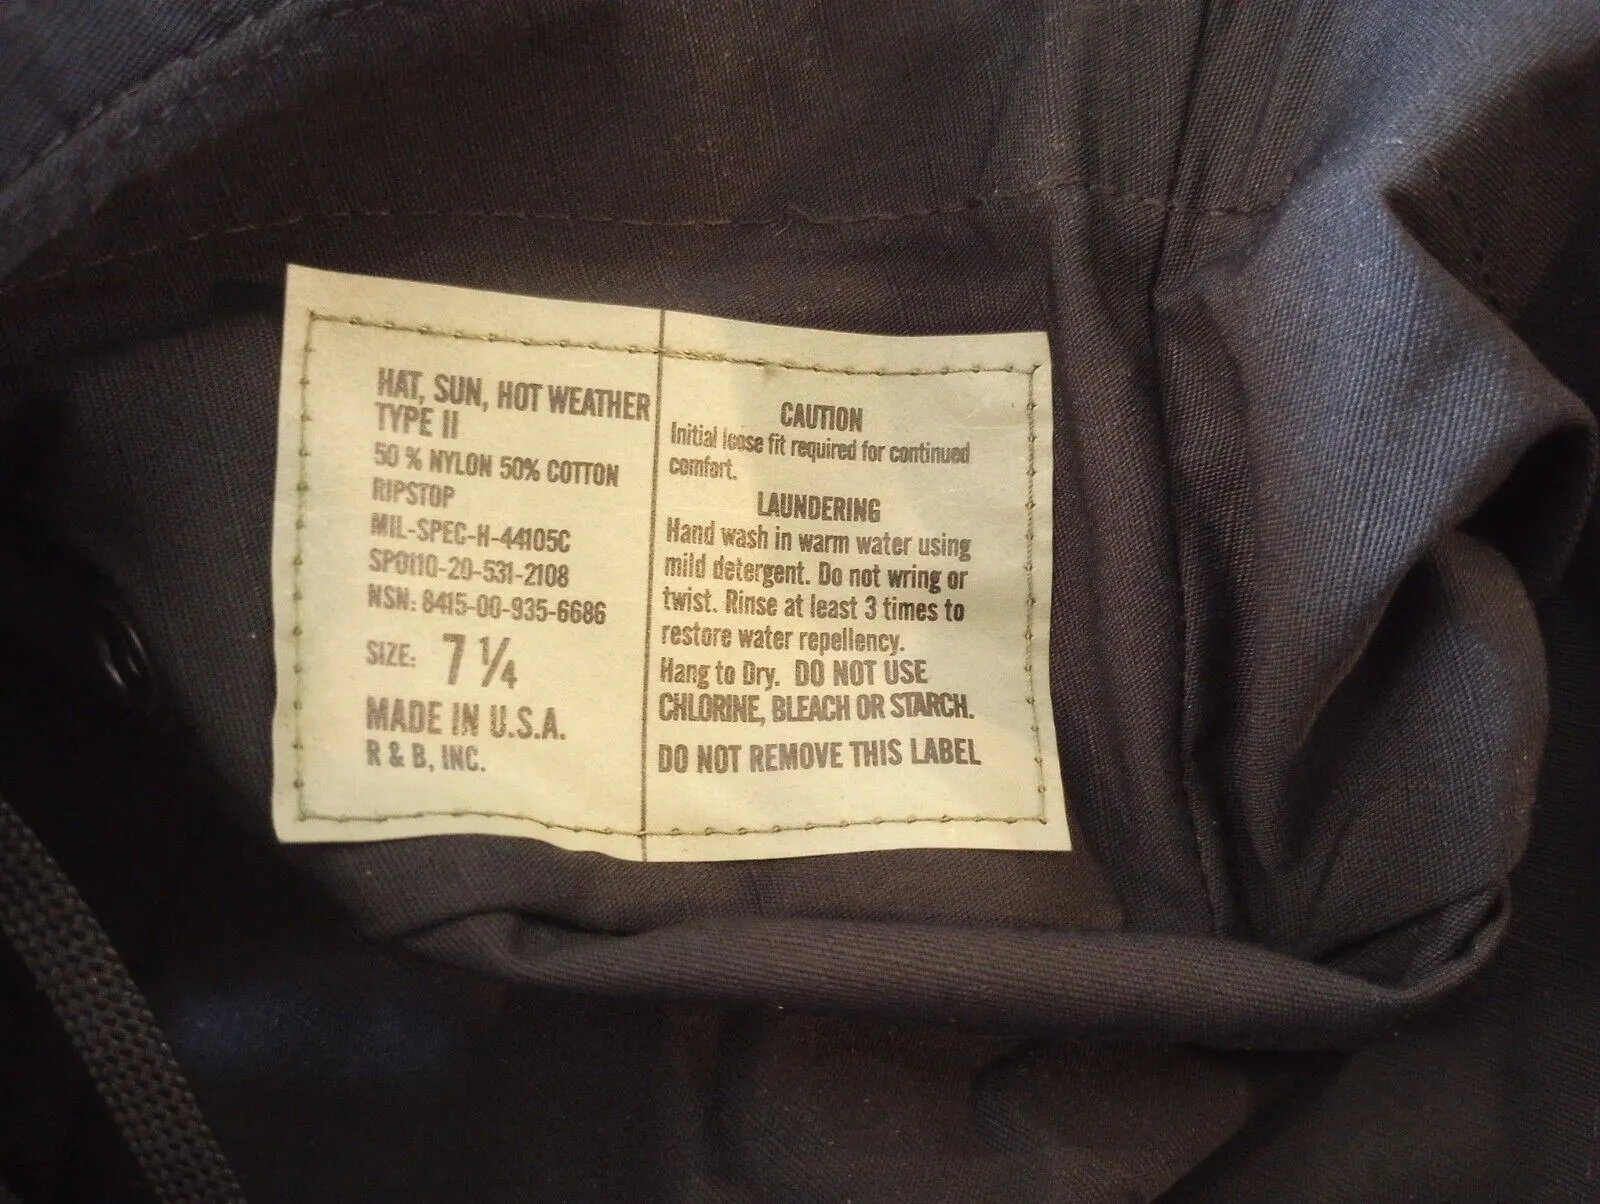 HAT, SUN, HOT WEATHER
TYPE II
50 % NYLON 50% COTTON
RIPSTOP
MIL-SPEC-H-44105C
SP0110-20-531-2108
NSN: 8415-00-935-6686
SIZE: 7 ¼
MADE IN U.S.A.
R & B, INC.
CAUTION
Initial loose fit required for continued
comfort.
LAUNDERING
Hand wash in warm water using
mild detergent. Do not wring or
twist. Rinse at least 3 times to
restore water repellency.
Hang to Dry. DO NOT USE
CHLORINE, BLEACH OR STARCH.
DO NOT REMOVE THIS LABEL